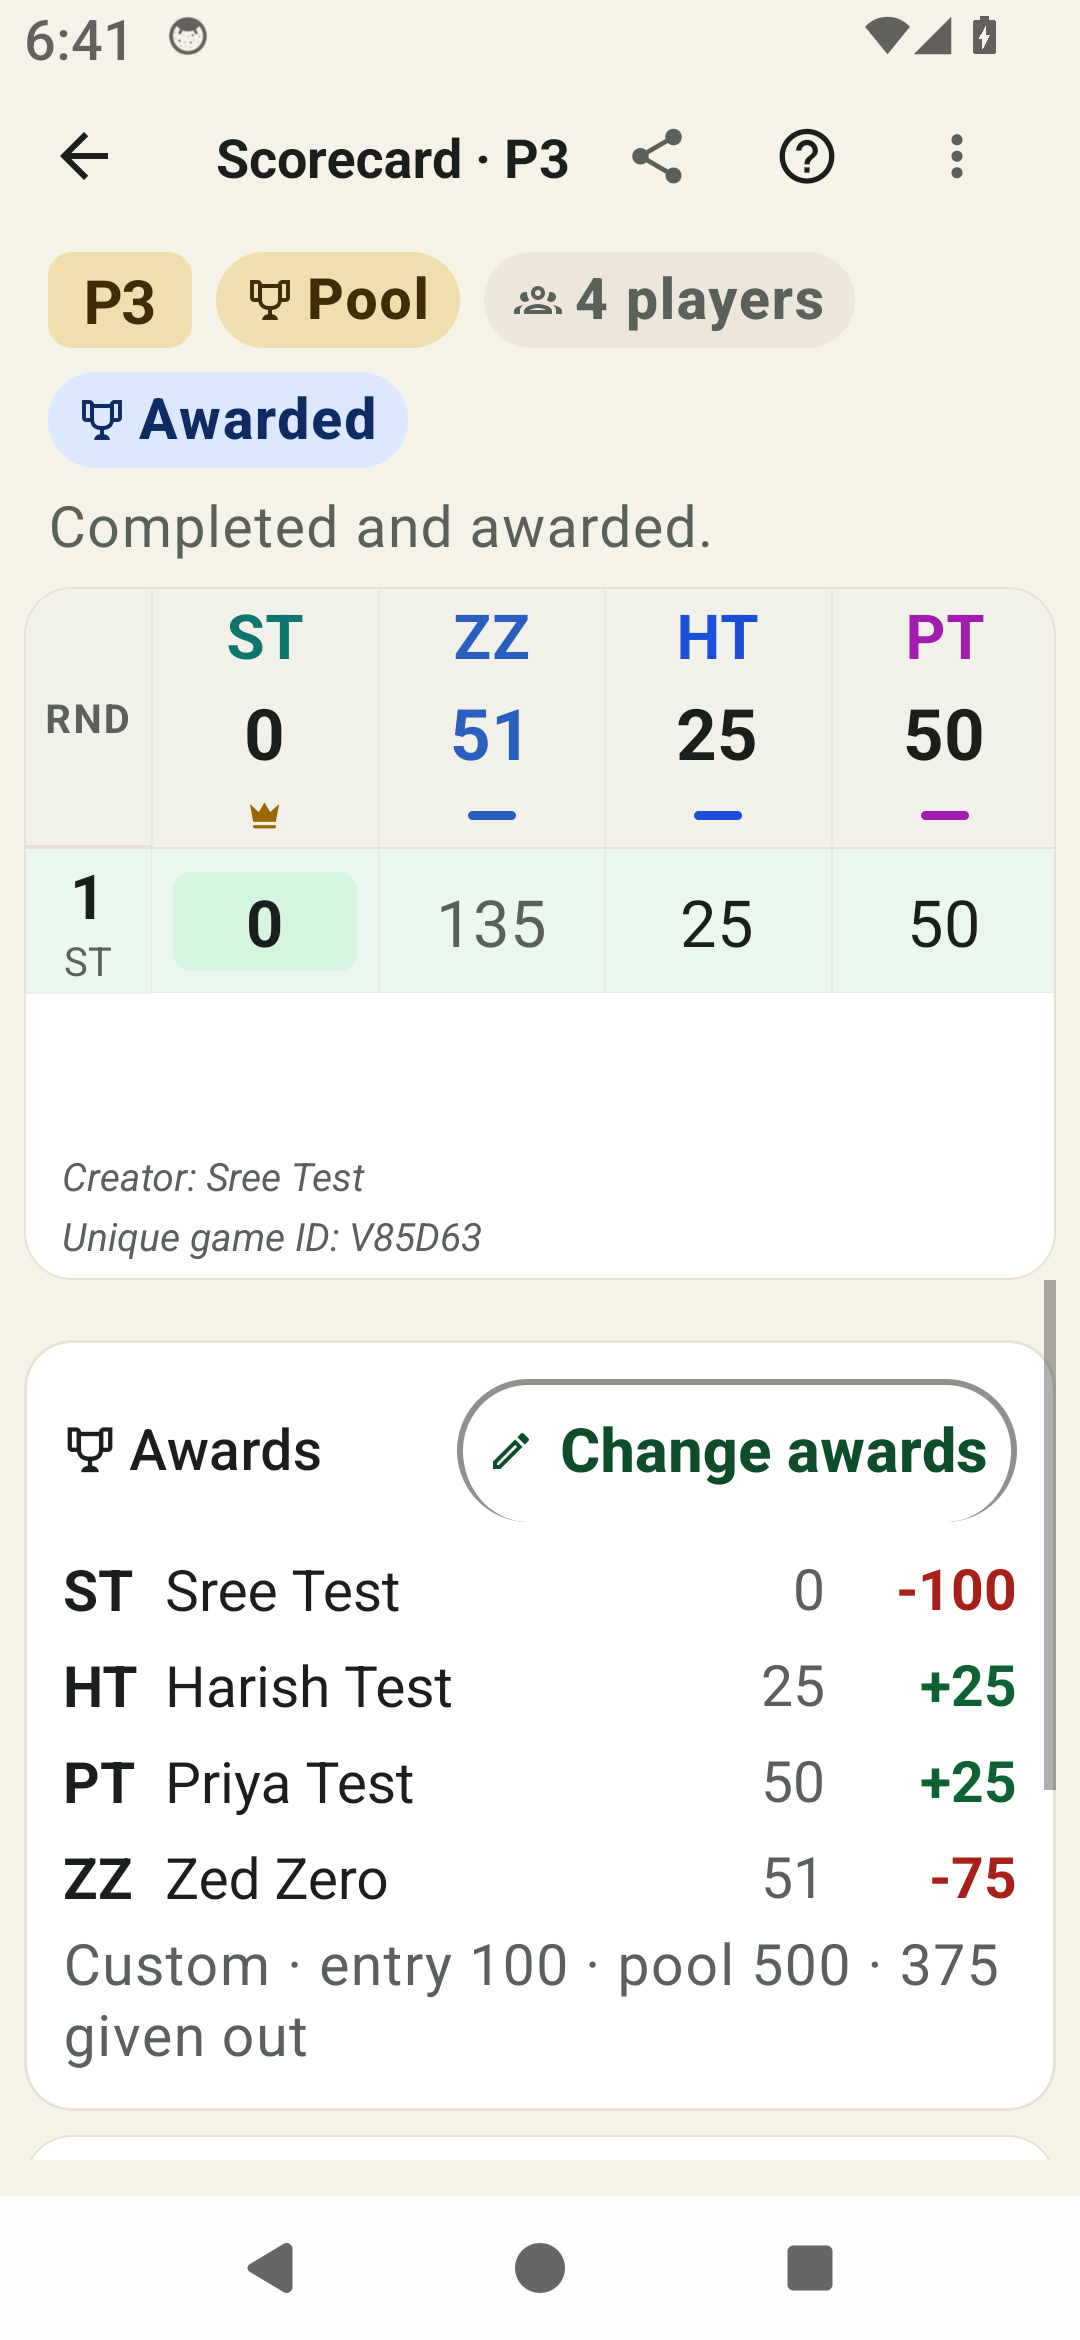 6:41
Scorecard · P3
P3 Pool 4 players
Awarded
Completed and awarded.
RND ST ZZ HT PT
0 51 25 50
1 0 135 25 50
ST
Creator: Sree Test
Unique game ID: V85D63
Awards Change awards
ST Sree Test 0 -100
HT Harish Test 25 +25
PT Priya Test 50 +25
ZZ Zed Zero 51 -75
Custom · entry 100 · pool 500 · 375
given out